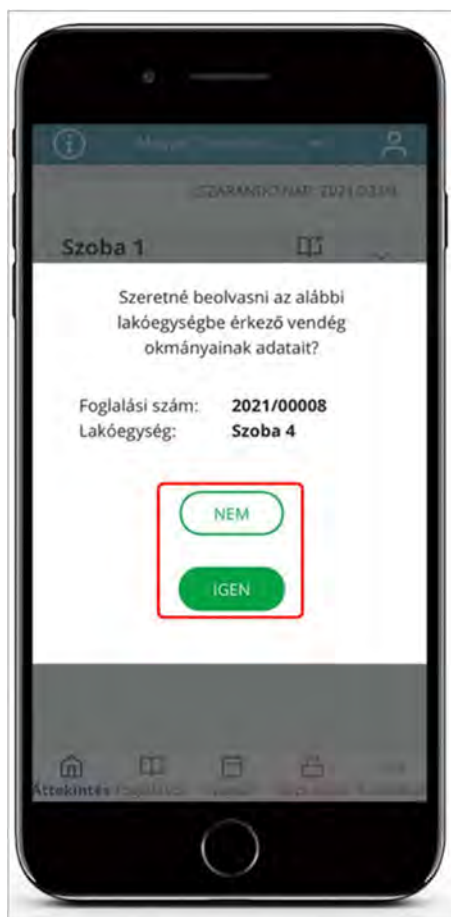 Szoba 1
Szeretné beolvasni az alábbi
lakóegységbe érkező vendég
okmányainak adatait?
Foglalási szám: 2021/00008
Lakóegység: Szoba 4
NEM
IGEN
Áttekintés